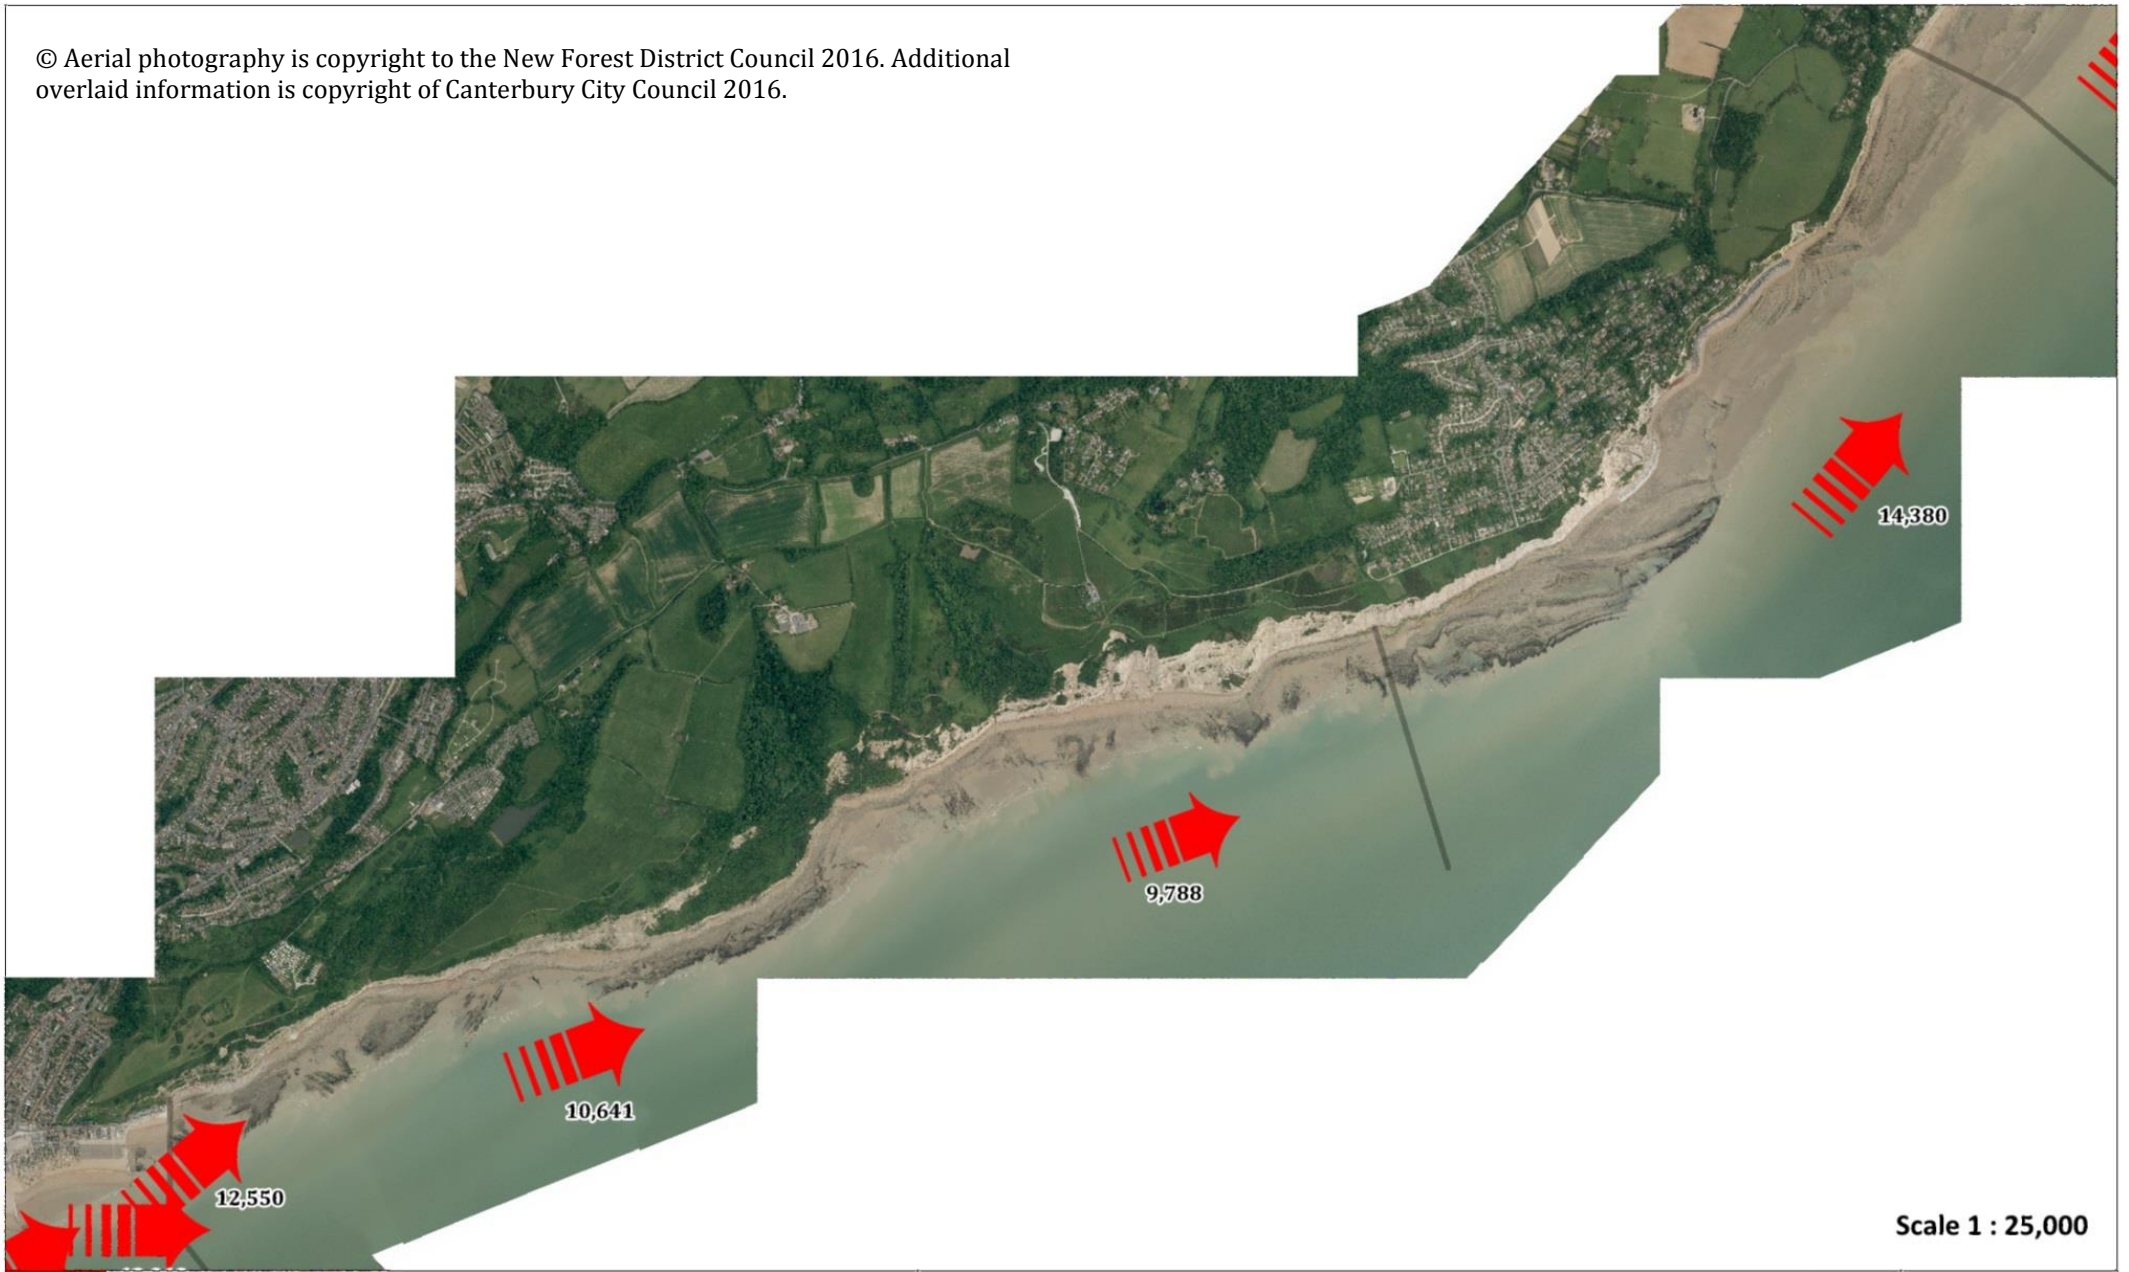 © Aerial photography is copyright to the New Forest District Council 2016. Additional
overlaid information is copyright of Canterbury City Council 2016.
14,380
9,788
10,641
12,550
Scale 1 : 25,000